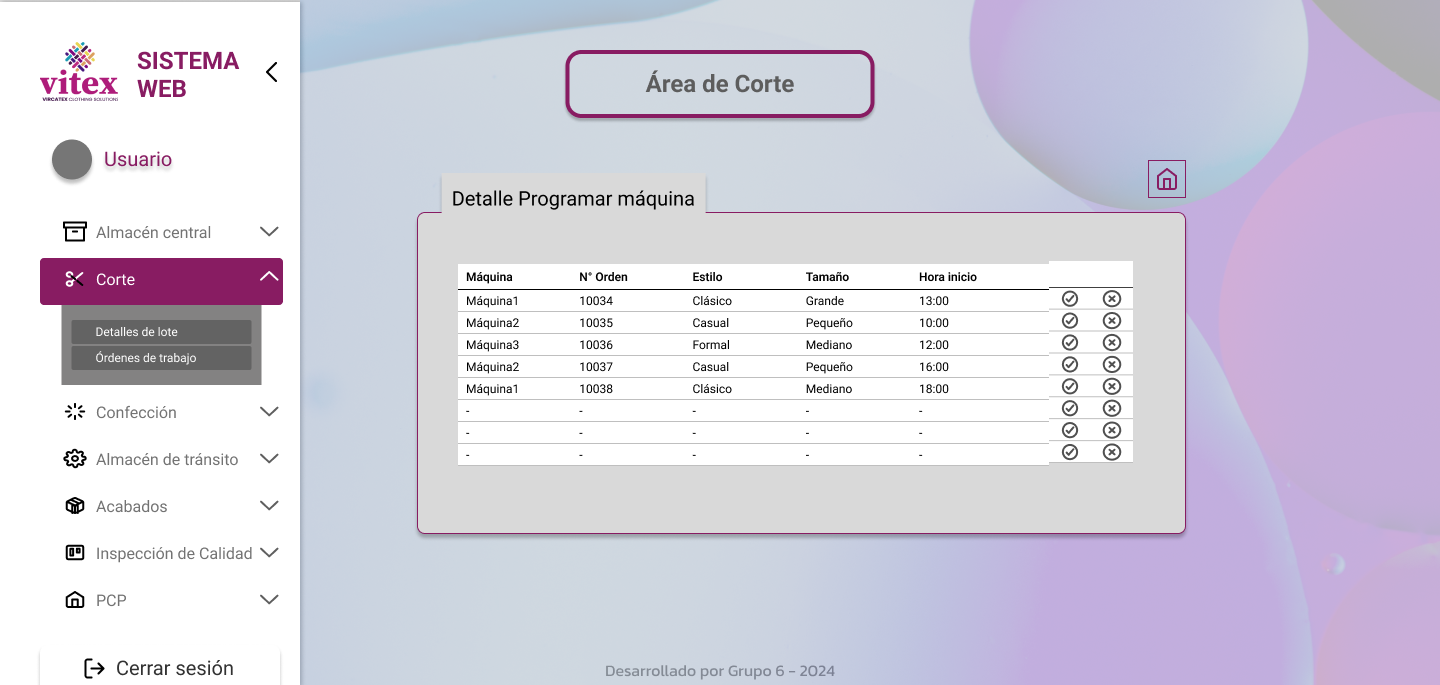 vitex
VIRCATEX CLOTHING SOLUTIONS
SISTEMA
WEB
Usuario
Almacén central
Corte
Detalles de lote
Órdenes de trabajo
Confección
Almacén de tránsito
Acabados
Inspección de Calidad
PCP
Cerrar sesión
Área de Corte
Detalle Programar máquina
Máquina N° Orden Estilo Tamaño Hora inicio
Máquina1 10034 Clásico Grande 13:00
Máquina2 10035 Casual Pequeño 10:00
Máquina3 10036 Formal Mediano 12:00
Máquina2 10037 Casual Pequeño 16:00
Máquina1 10038 Clásico Mediano 18:00
- - - - -
- - - - -
- - - - -
Desarrollado por Grupo 6 - 2024